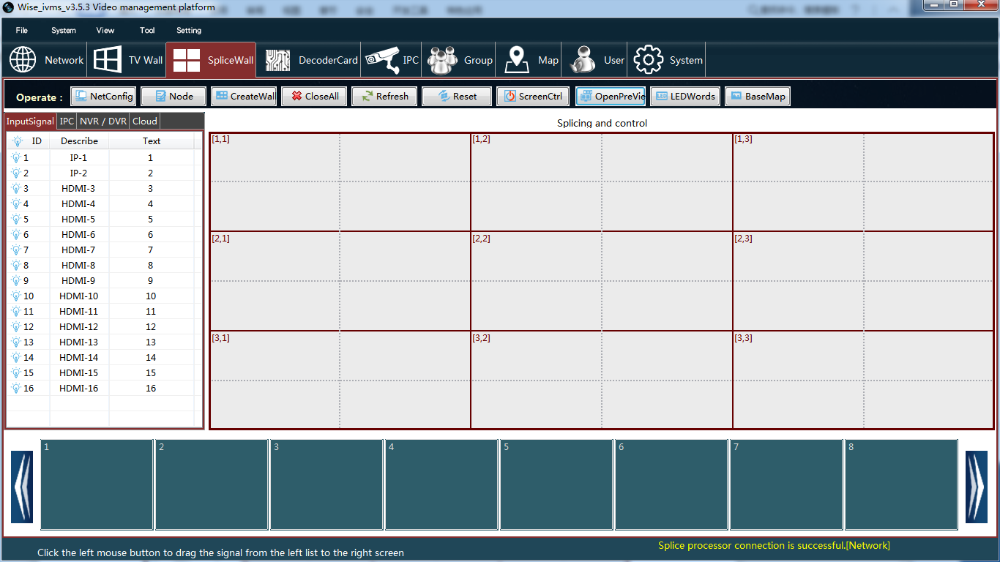 Wise_ivms_v3.5.3 Video management platform
File System View Tool Setting
Network TV Wall SpliceWall DecoderCard IPC Group Map User System
Operate : NetConfig Node CreateWall CloseAll Refresh Reset ScreenCtrl OpenPreVie LEDWords BaseMap
InputSignal IPC NVR / DVR Cloud
Splicing and control
ID Describe Text
1 IP-1 1
2 IP-2 2
3 HDMI-3 3
4 HDMI-4 4
5 HDMI-5 5
6 HDMI-6 6
7 HDMI-7 7
8 HDMI-8 8
9 HDMI-9 9
10 HDMI-10 10
11 HDMI-11 11
12 HDMI-12 12
13 HDMI-13 13
14 HDMI-14 14
15 HDMI-15 15
16 HDMI-16 16
[1,1] [1,2] [1,3]
[2,1] [2,2] [2,3]
[3,1] [3,2] [3,3]
1 2 3 4 5 6 7 8
Click the left mouse button to drag the signal from the left list to the right screen
Splice processor connection is successful.[Network]